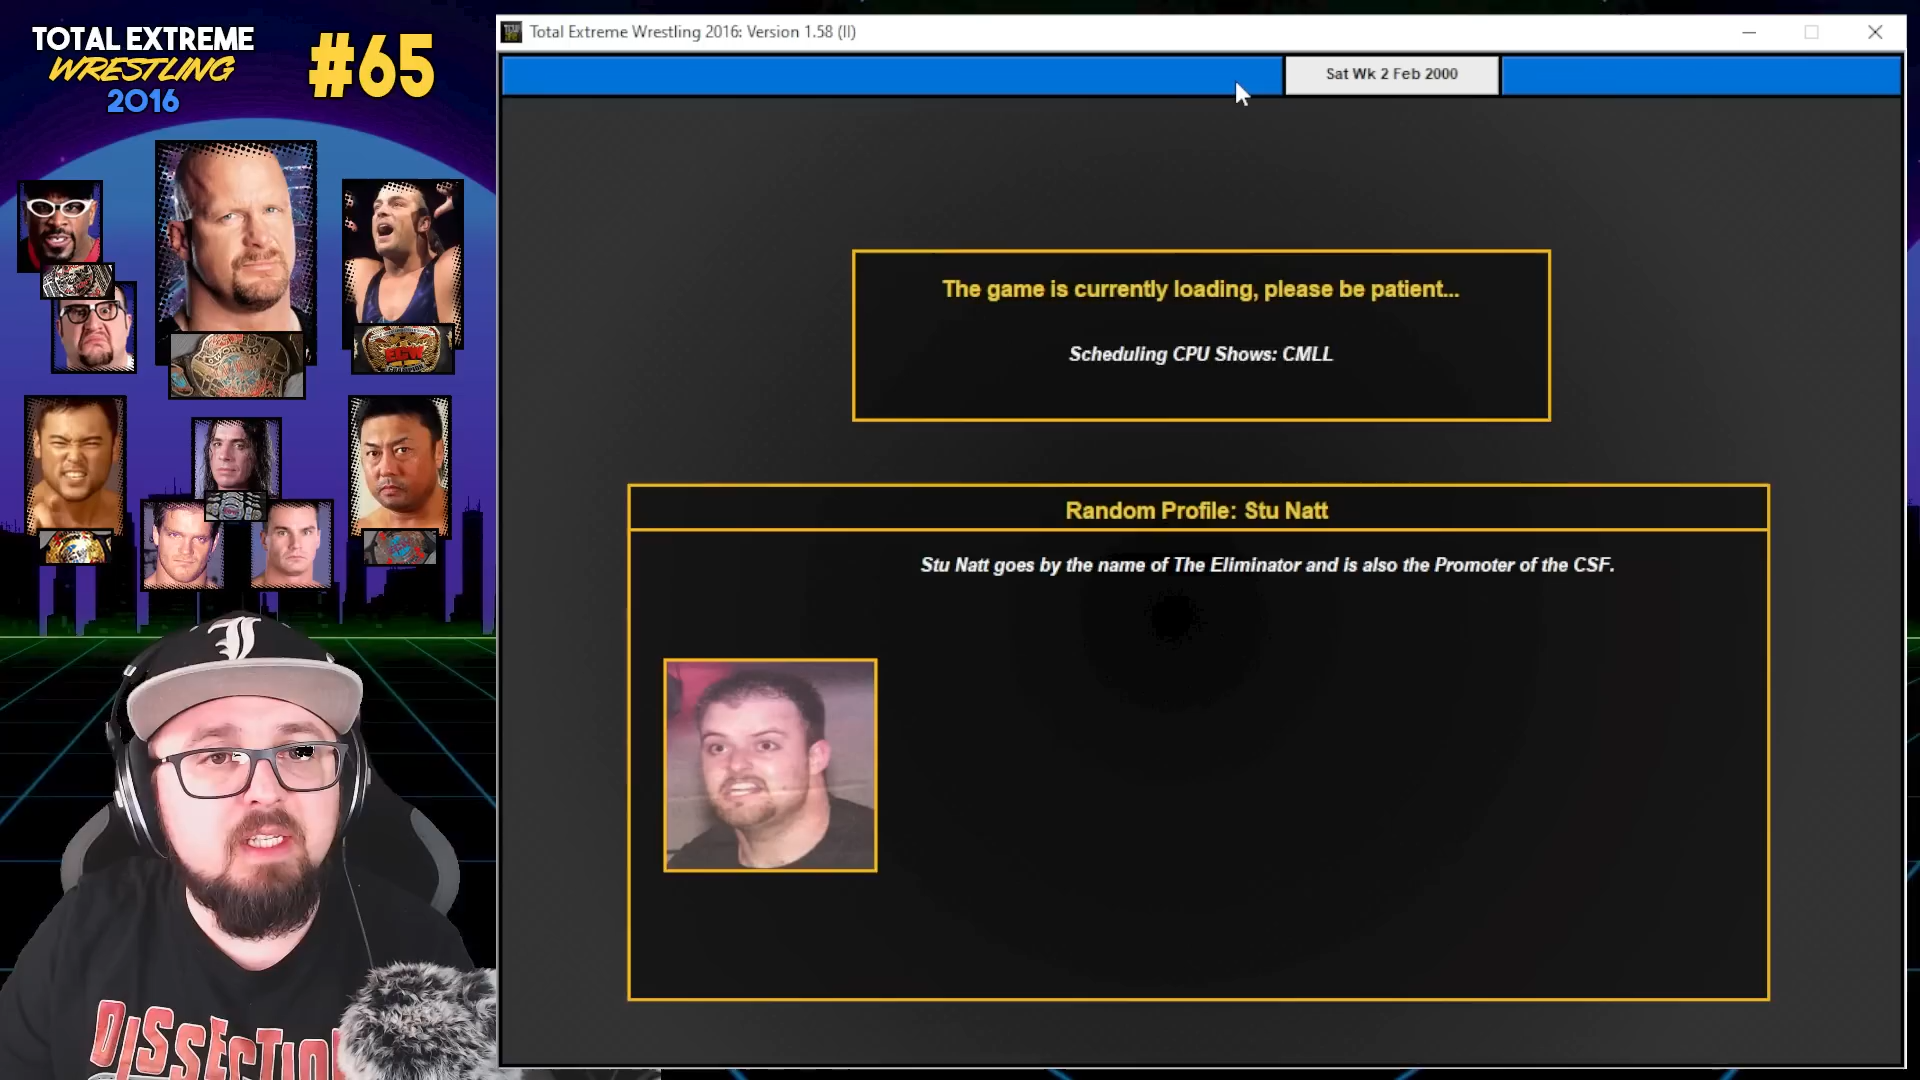 TOTAL EXTREME
WRESTLING
2016
#65
Total Extreme Wrestling 2016: Version 1.58 (II)
Sat Wk 2 Feb 2000
The game is currently loading, please be patient...
Scheduling CPU Shows: CMLL
Random Profile: Stu Natt
Stu Natt goes by the name of The Eliminator and is also the Promoter of the CSF.
ECW